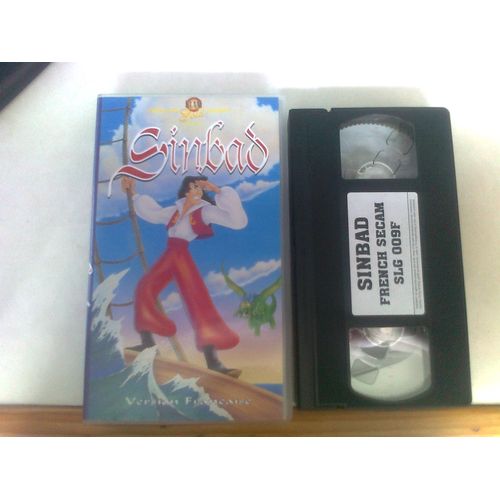 Sinbad
Version Française
SINBAD
FRENCH SECAM
SLG 009F